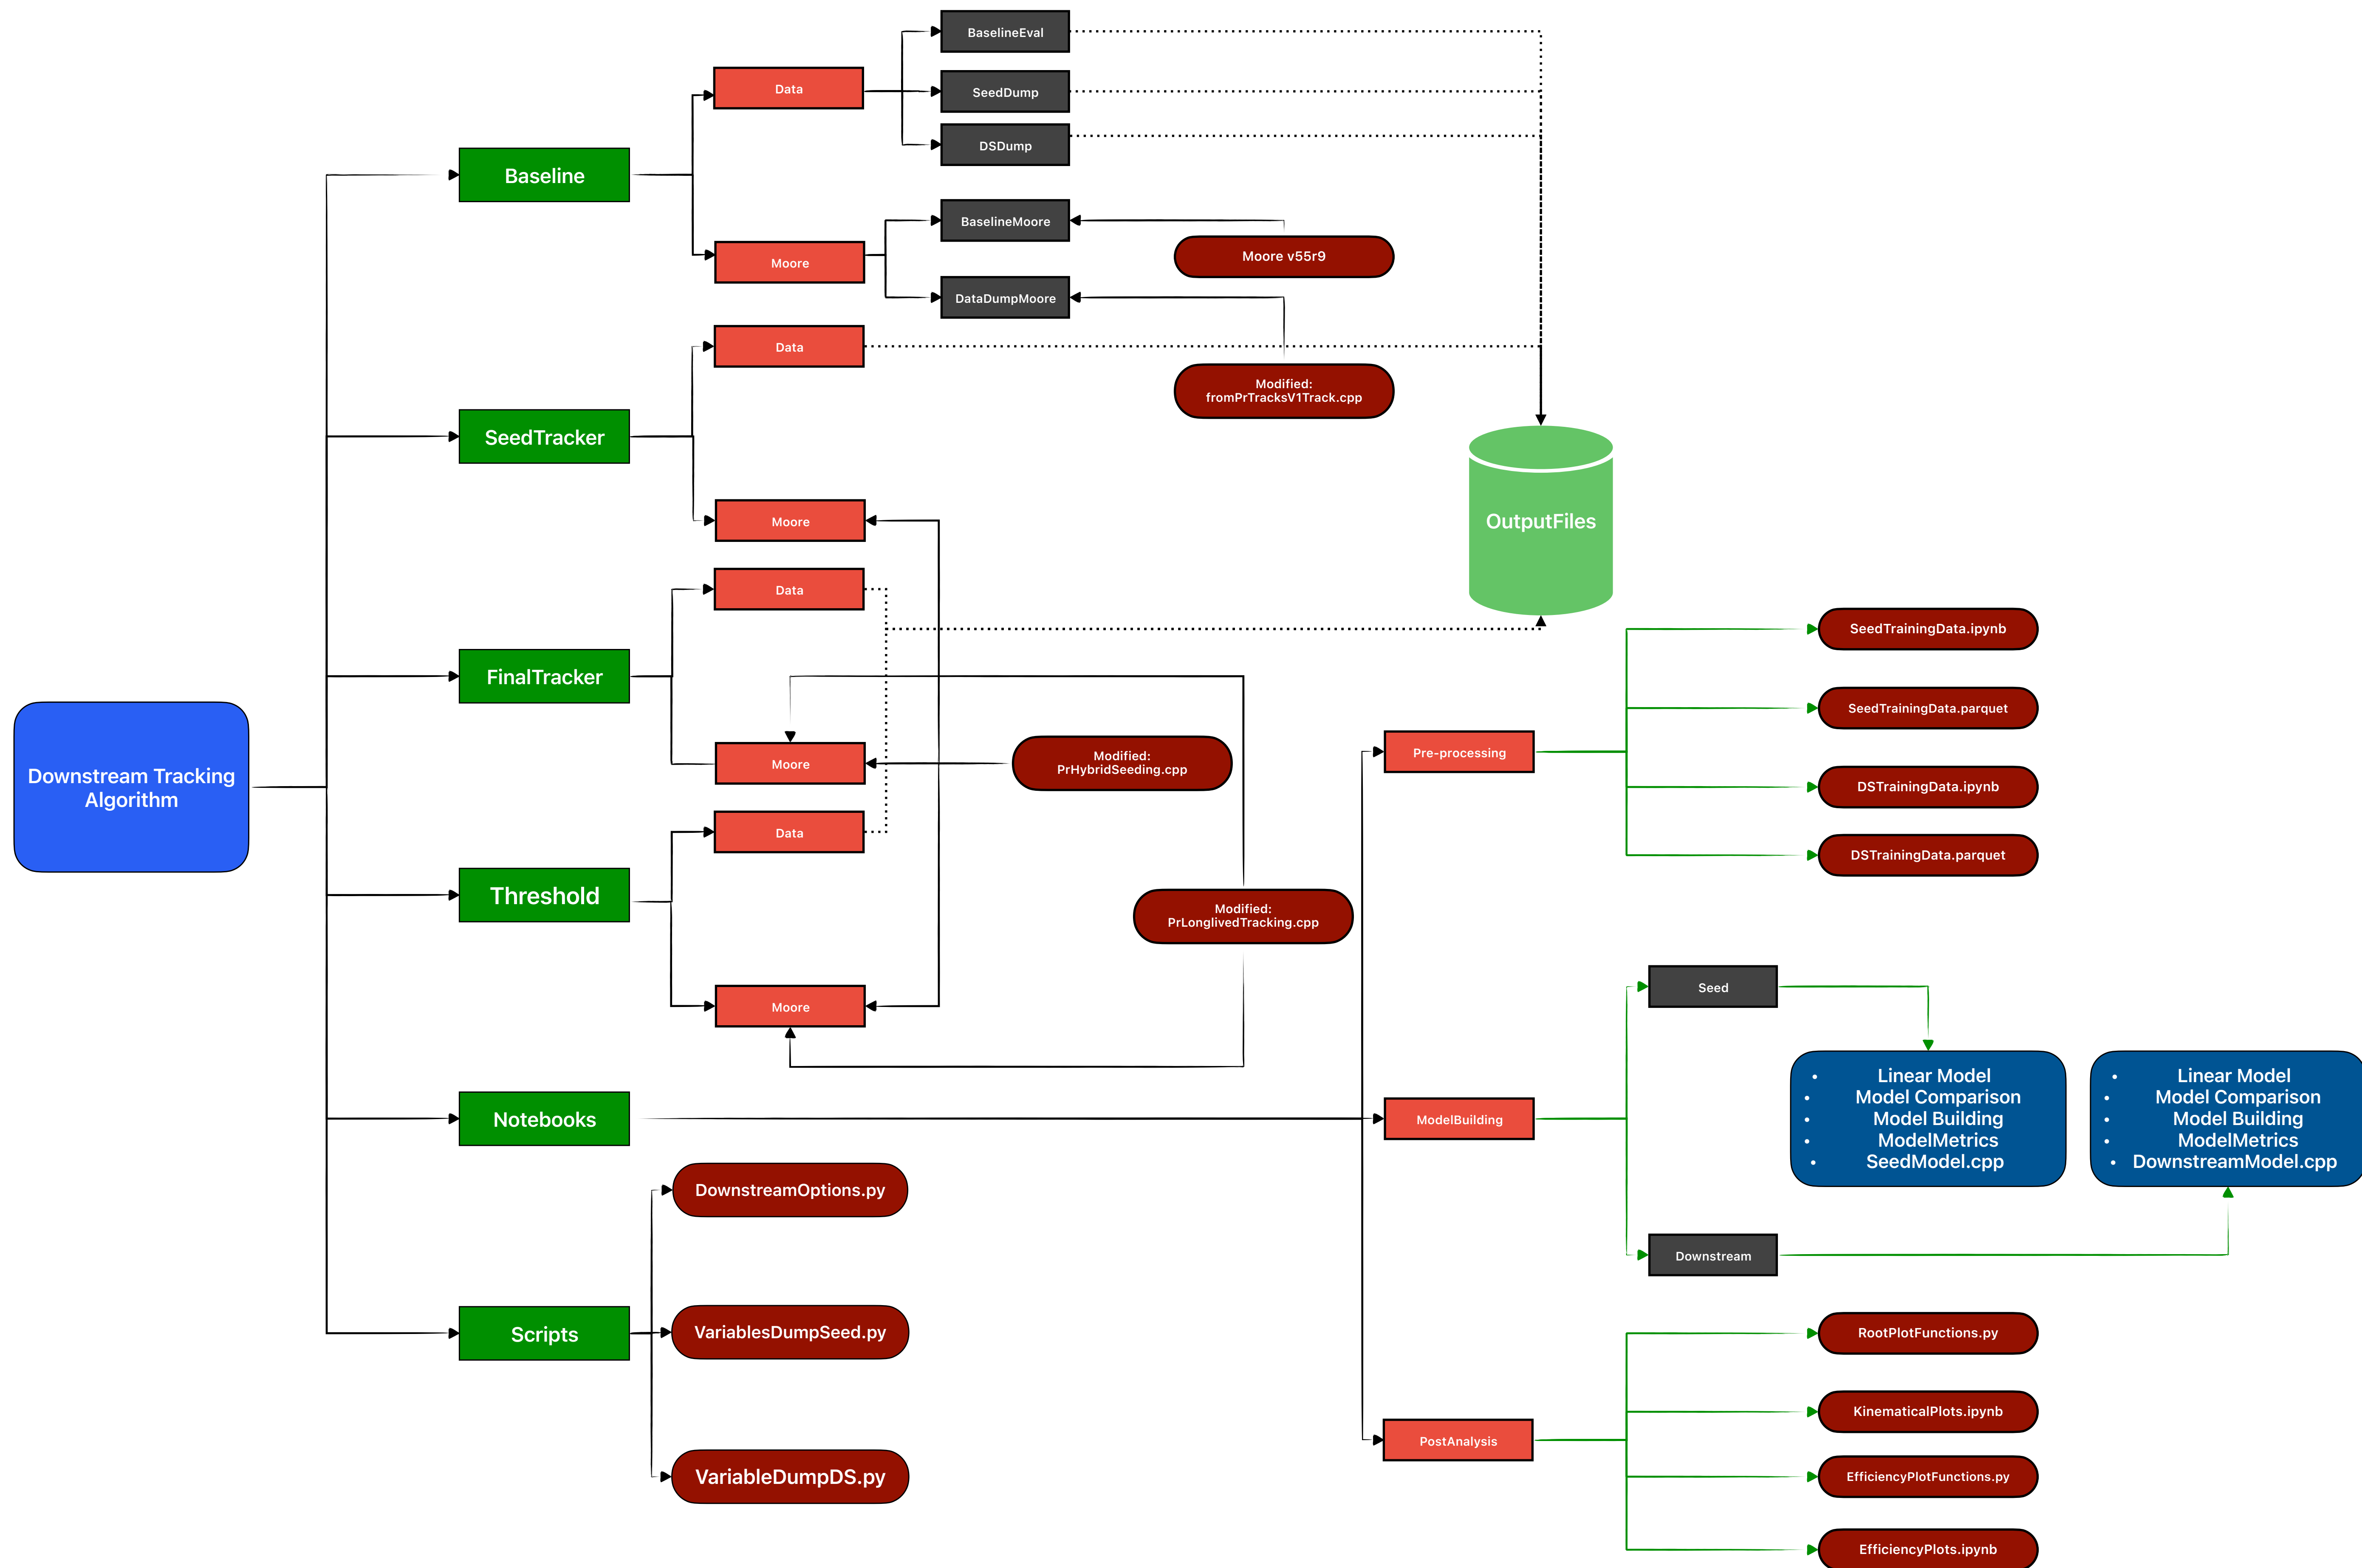 Downstream Tracking
Algorithm
Baseline
Data
BaselineEval
SeedDump
DSDump
Moore
BaselineMoore
DataDumpMoore
Moore v55r9
Modified:
fromPrTracksV1Track.cpp
SeedTracker
Data
Moore
OutputFiles
FinalTracker
Data
Moore
Modified:
PrHybridSeeding.cpp
Threshold
Data
Moore
Modified:
PrLonglivedTracking.cpp
Notebooks
Pre-processing
SeedTrainingData.ipynb
SeedTrainingData.parquet
DSTrainingData.ipynb
DSTrainingData.parquet
ModelBuilding
Seed
• Linear Model
• Model Comparison
• Model Building
• ModelMetrics
• SeedModel.cpp
Downstream
• Linear Model
• Model Comparison
• Model Building
• ModelMetrics
• DownstreamModel.cpp
PostAnalysis
RootPlotFunctions.py
KinematicalPlots.ipynb
EfficiencyPlotFunctions.py
EfficiencyPlots.ipynb
Scripts
DownstreamOptions.py
VariablesDumpSeed.py
VariableDumpDS.py